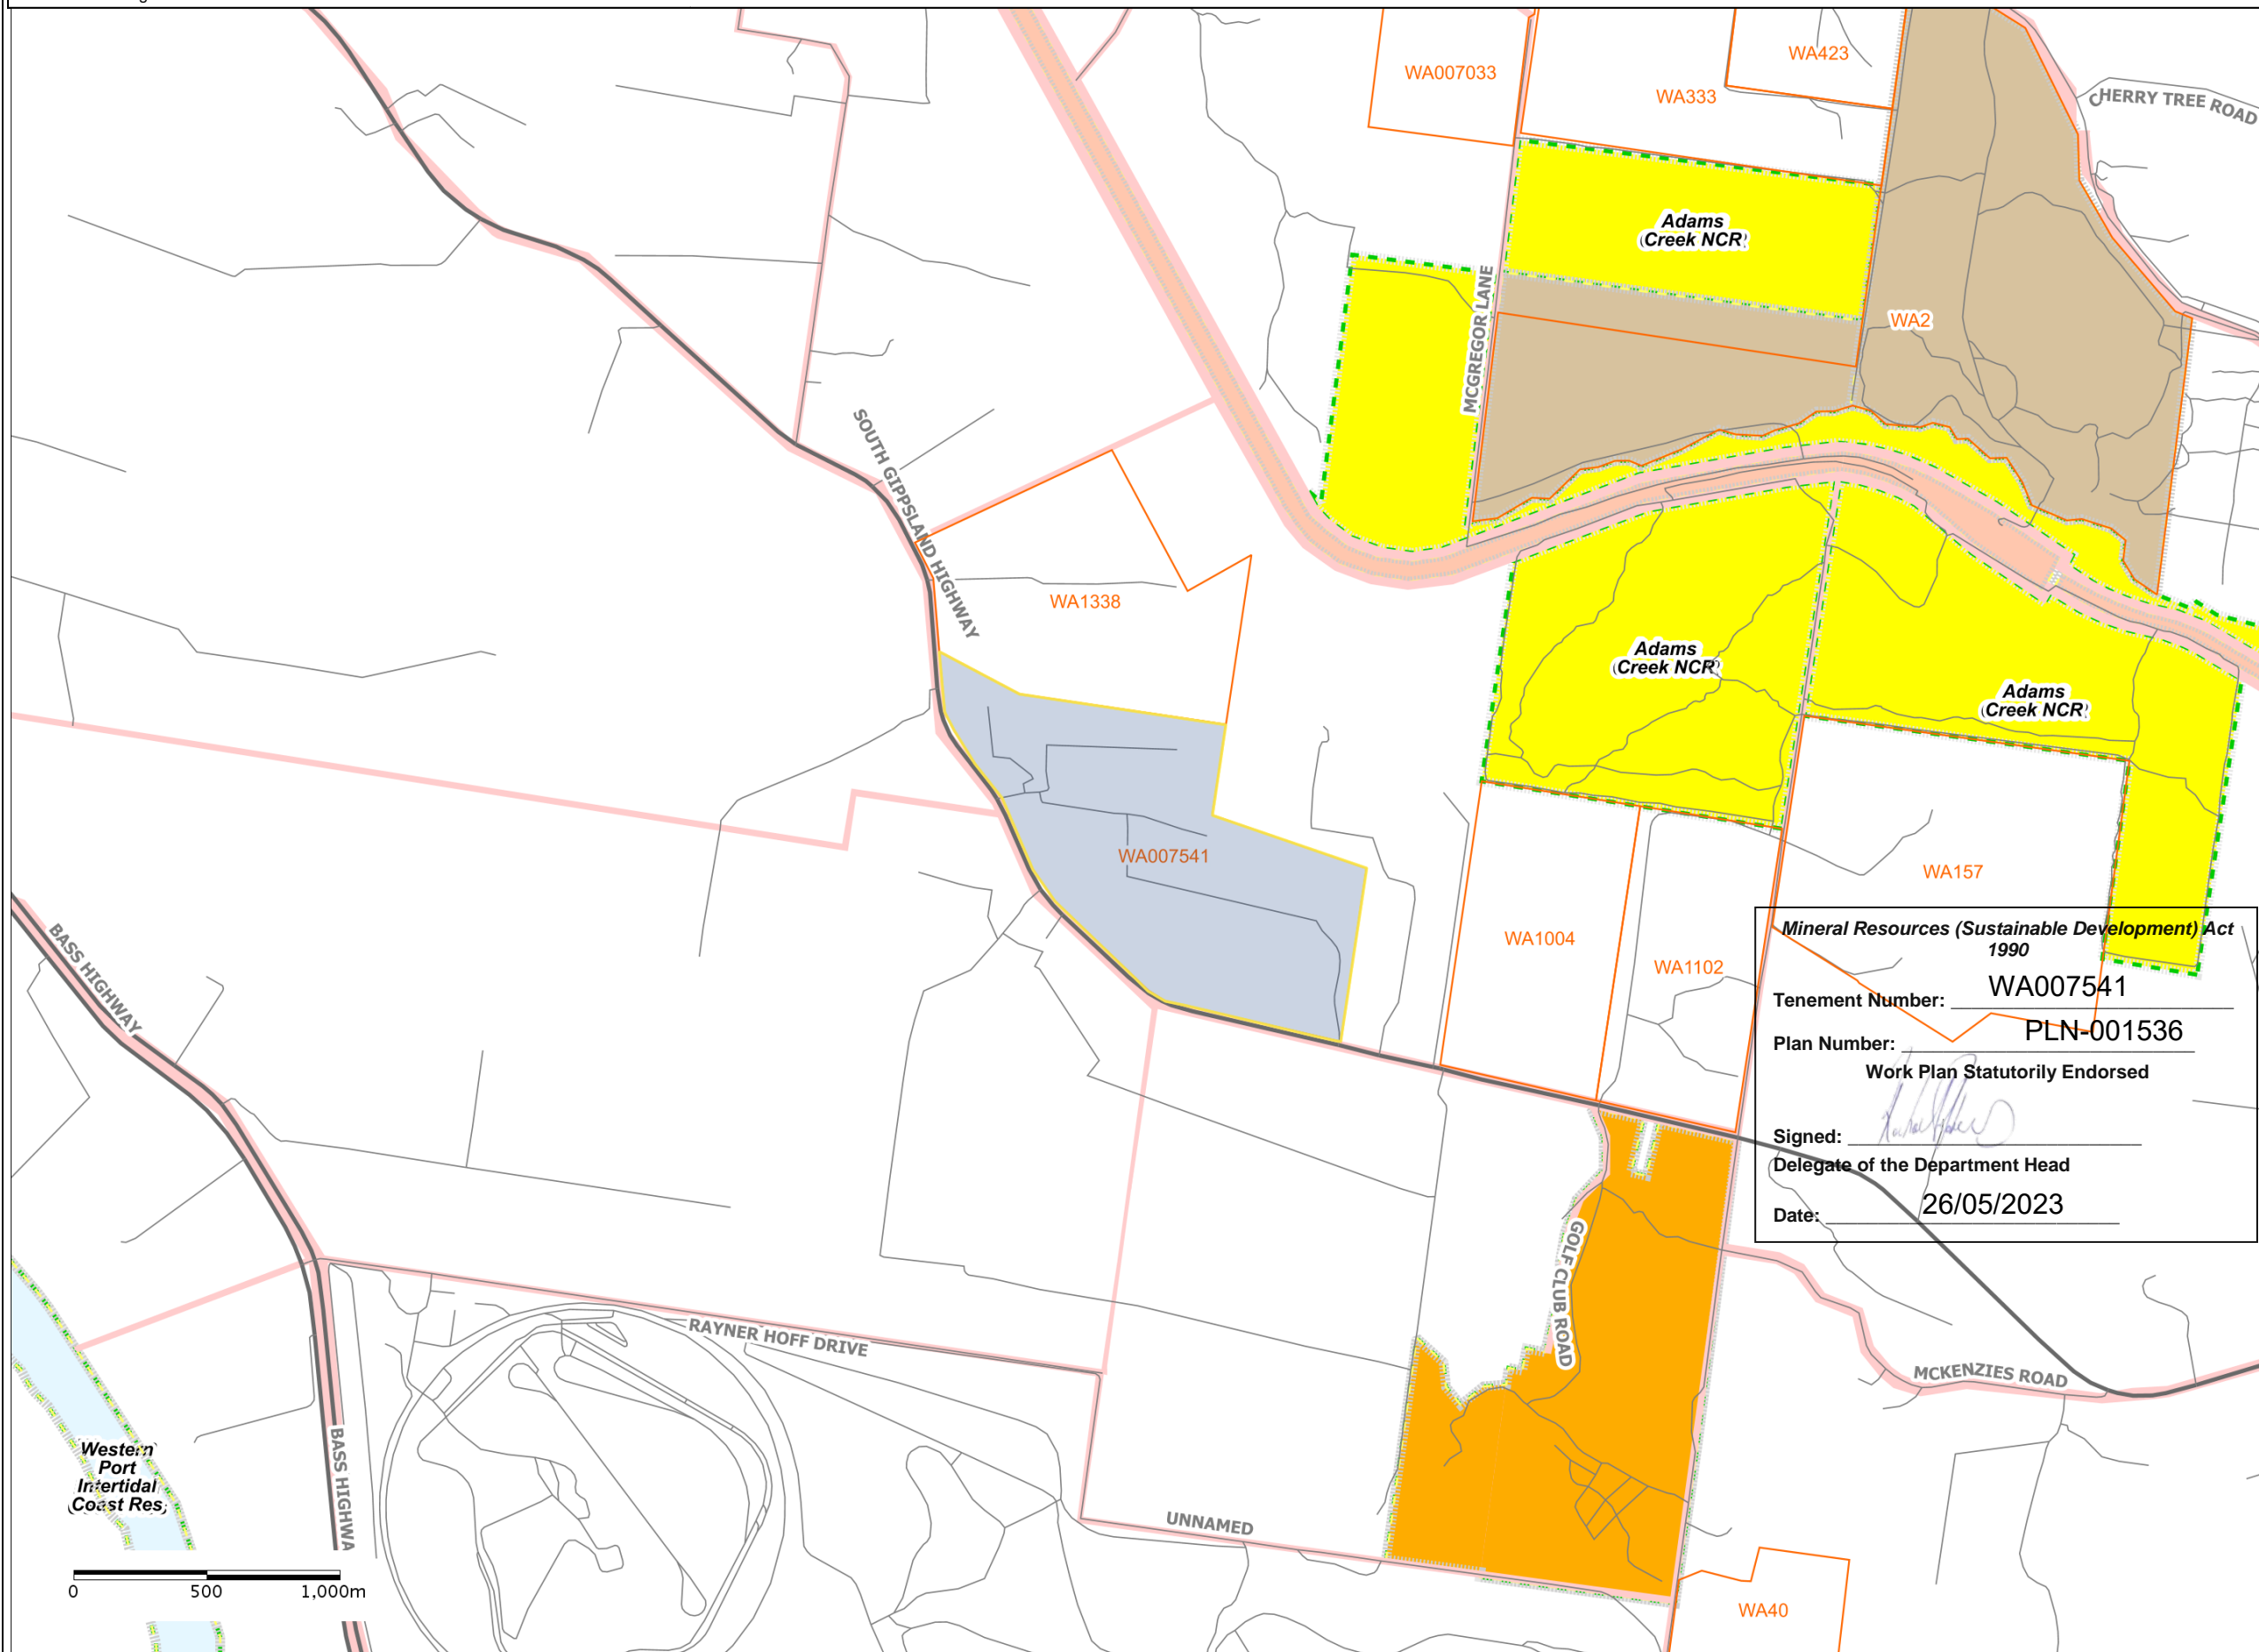 WA007033
WA333
WA423
CHERRY TREE ROAD
Adams
Creek NCR
MCGREGOR LANE
WA2
SOUTH GIPPSLAND HIGHWAY
WA1338
Adams
Creek NCR
Adams
Creek NCR
WA007541
WA157
WA1004
WA1102
BASS HIGHWAY
Mineral Resources (Sustainable Development) Act
1990
Tenement Number: WA007541
Plan Number: PLN-001536
Work Plan Statutorily Endorsed
Signed:
Delegate of the Department Head
Date: 26/05/2023
GOLF CLUB ROAD
RAYNER HOFF DRIVE
MCKENZIES ROAD
BASS HIGHWA
Western
Port
Intertidal
Coast Res
UNNAMED
0 500 1,000m
WA40